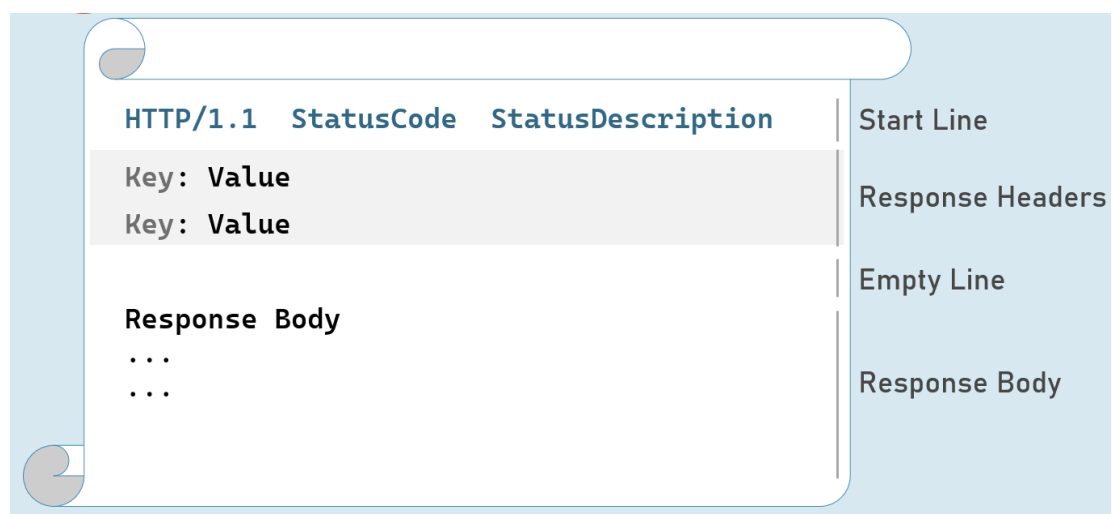 HTTP/1.1 StatusCode StatusDescription
Start Line
Key: Value
Key: Value
Response Headers
Empty Line
Response Body
...
...
Response Body